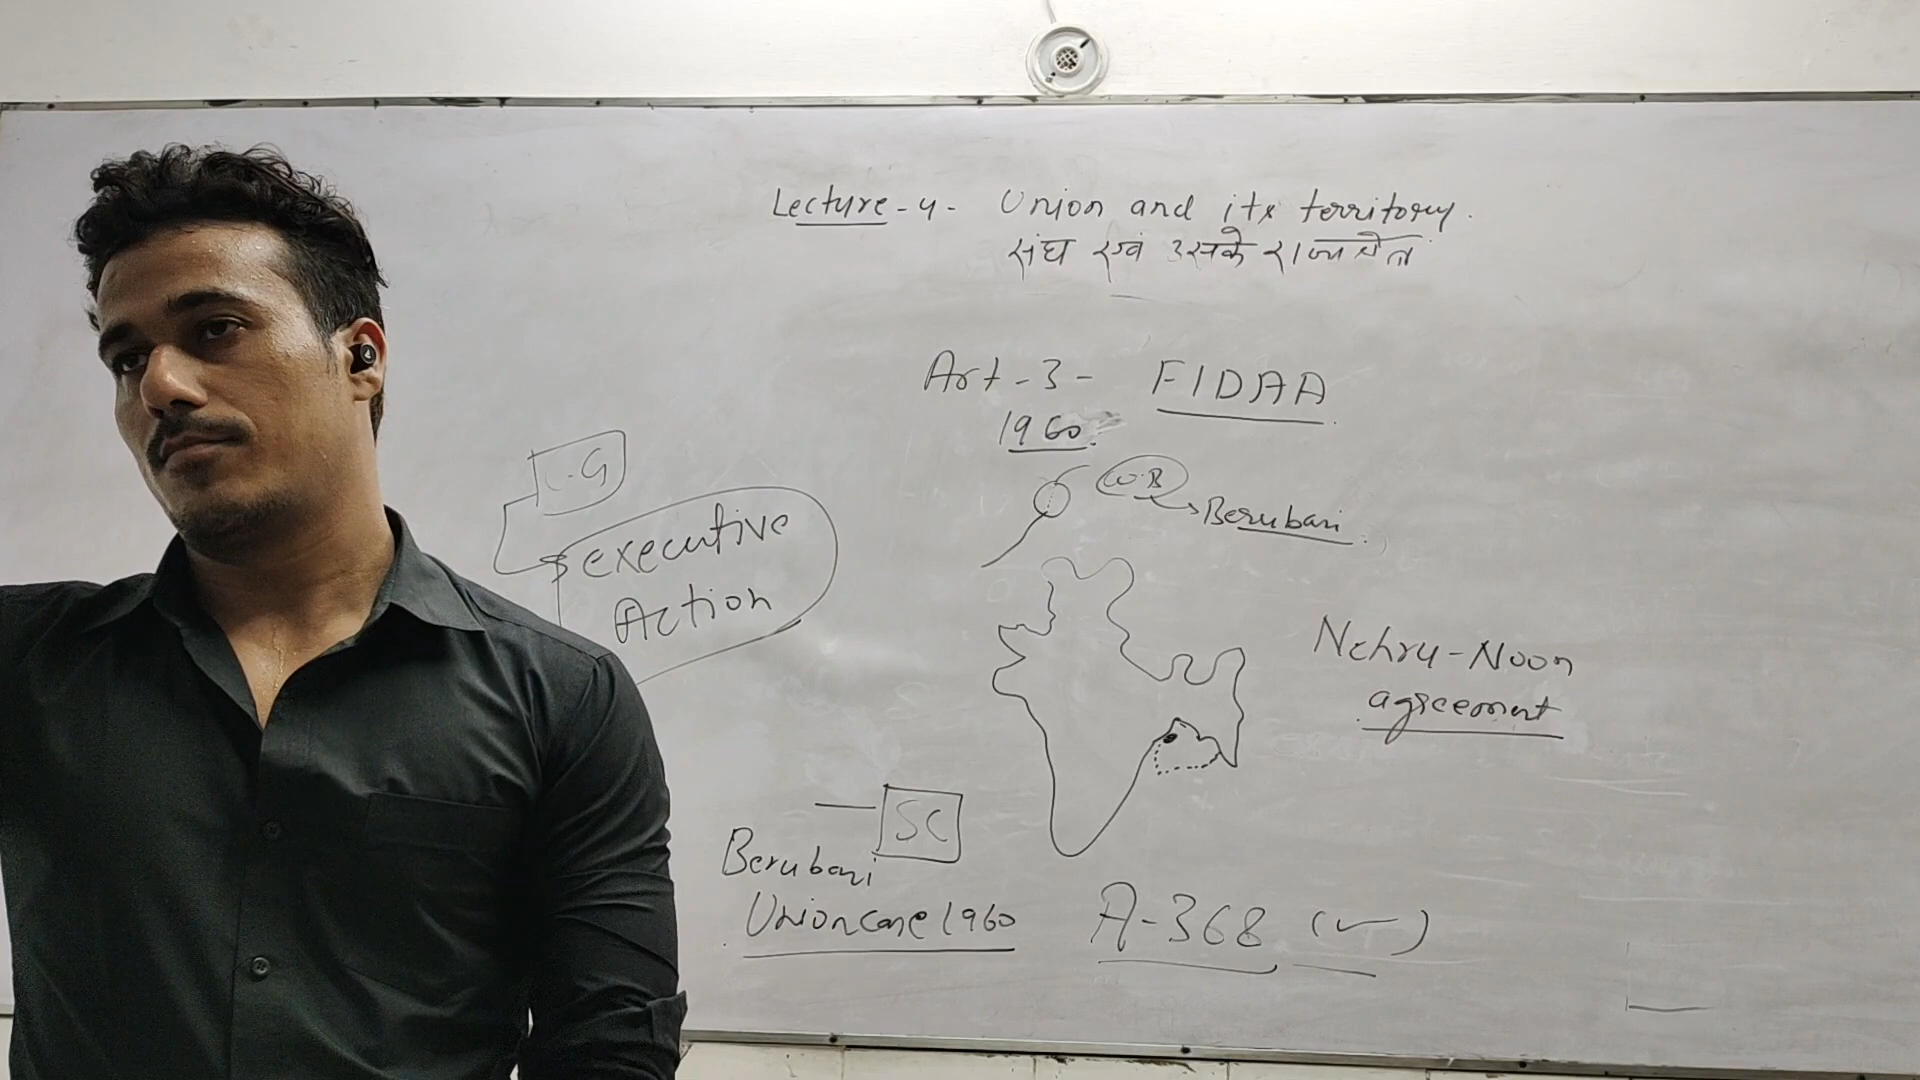 Lecture-4- Union and its territory.
संघ एवं उसके राज्यक्षेत्र
Art-3- FIDAA
1960.
W.B
Berubari.
C.G
executive
Action
Nehru-Noon
agreement
SC
Berubari
Union case 1960
A-368 (✓)